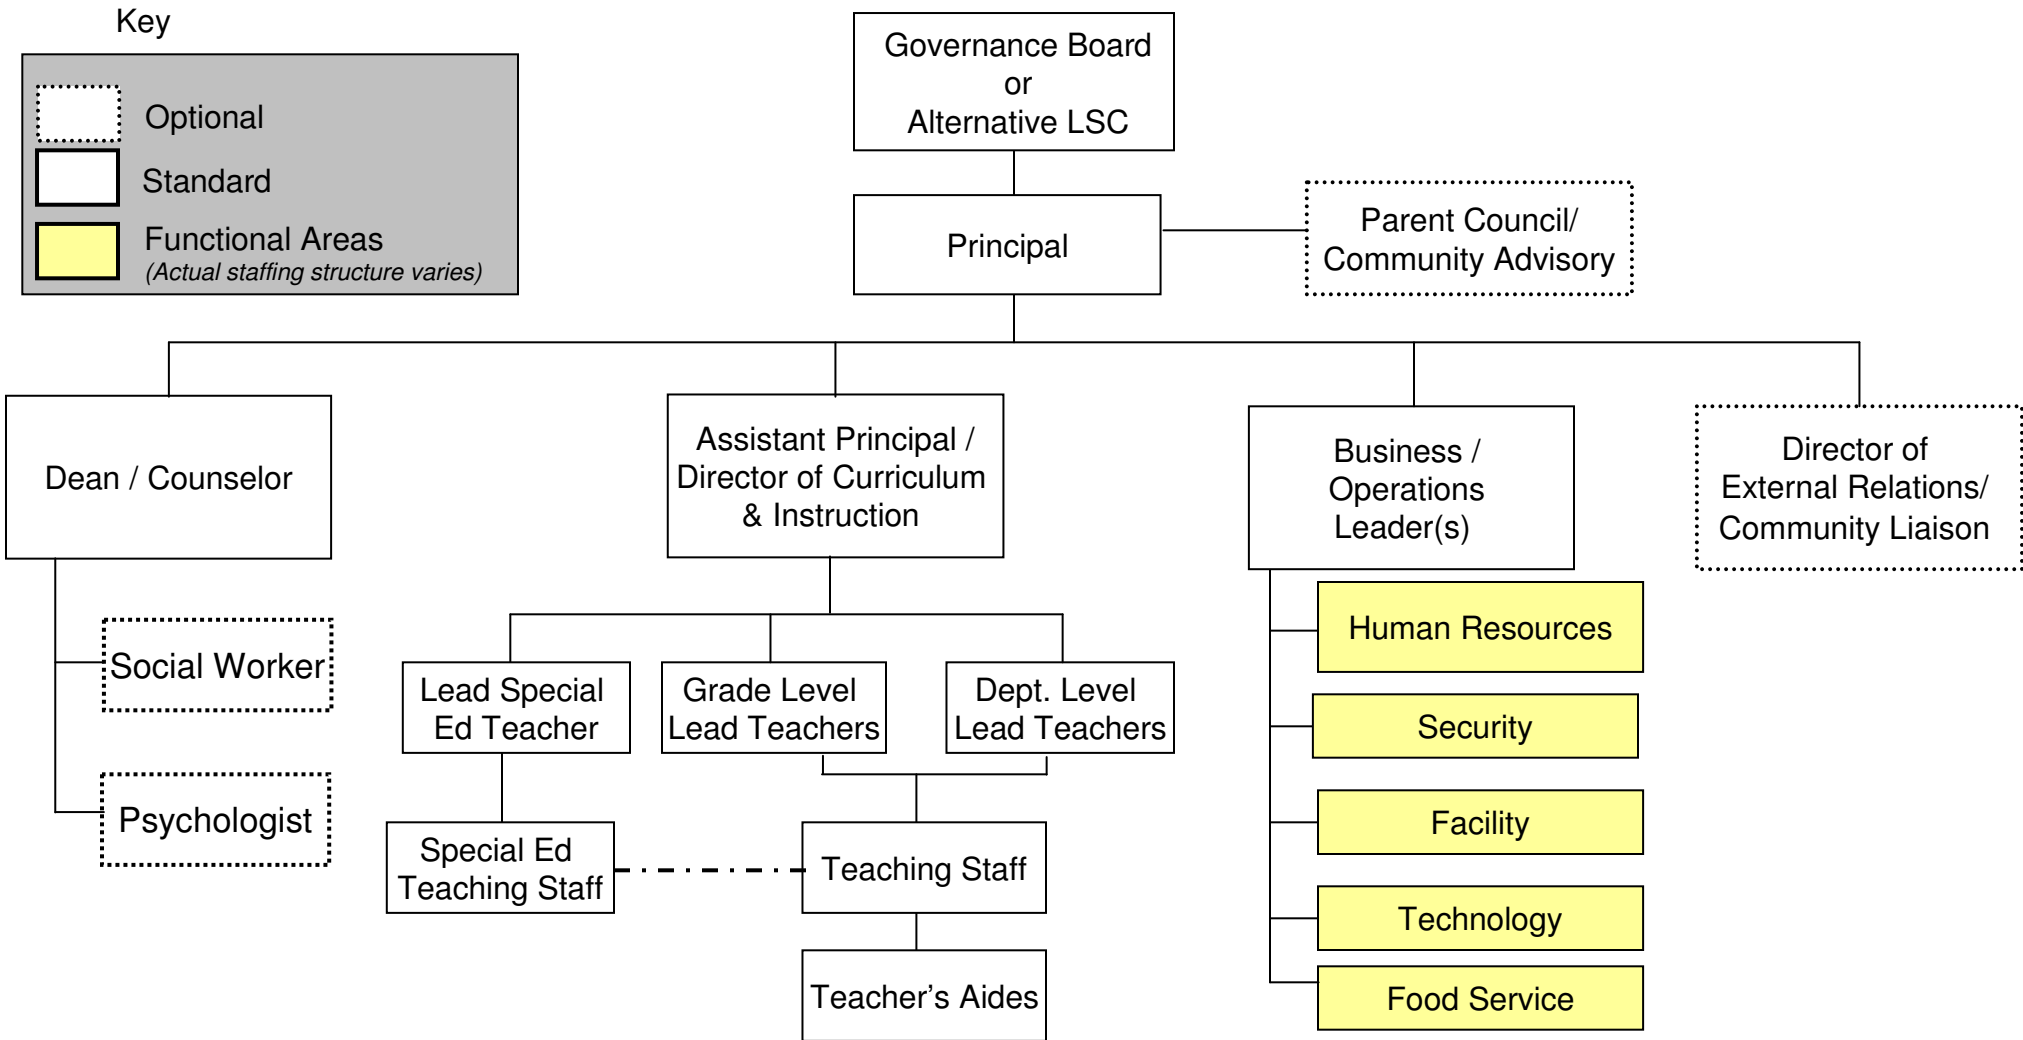 Key
Optional
Standard
Functional Areas
(Actual staffing structure varies)
Governance Board
or
Alternative LSC
Principal
Parent Council/
Community Advisory
Dean / Counselor
Assistant Principal /
Director of Curriculum
& Instruction
Business /
Operations
Leader(s)
Director of
External Relations/
Community Liaison
Social Worker
Psychologist
Lead Special
Ed Teacher
Grade Level
Lead Teachers
Dept. Level
Lead Teachers
Special Ed
Teaching Staff
Teaching Staff
Teacher’s Aides
Human Resources
Security
Facility
Technology
Food Service